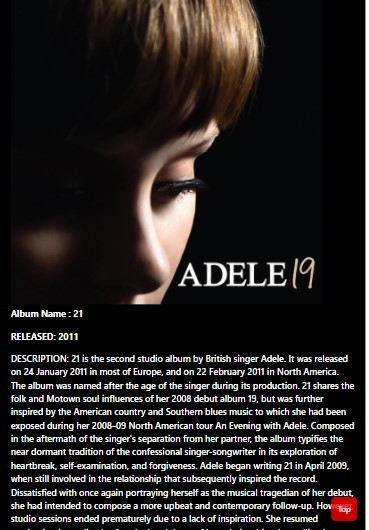 ADELE 19
Album Name : 21
RELEASED: 2011
DESCRIPTION: 21 is the second studio album by British singer Adele. It was released
on 24 January 2011 in most of Europe, and on 22 February 2011 in North America.
The album was named after the age of the singer during its production. 21 shares the
folk and Motown soul influences of her 2008 debut album 19, but was further
inspired by the American country and Southern blues music to which she had been
exposed during her 2008–09 North American tour An Evening with Adele. Composed
in the aftermath of the singer's separation from her partner, the album typifies the
near dormant tradition of the confessional singer-songwriter in its exploration of
heartbreak, self-examination, and forgiveness. Adele began writing 21 in April 2009,
when still involved in the relationship that subsequently inspired the record.
Dissatisfied with once again portraying herself as the musical tragedian of her debut,
she had intended to compose a more upbeat and contemporary follow-up.
studio sessions ended prematurely due to a lack of inspiration. She resumed
Top